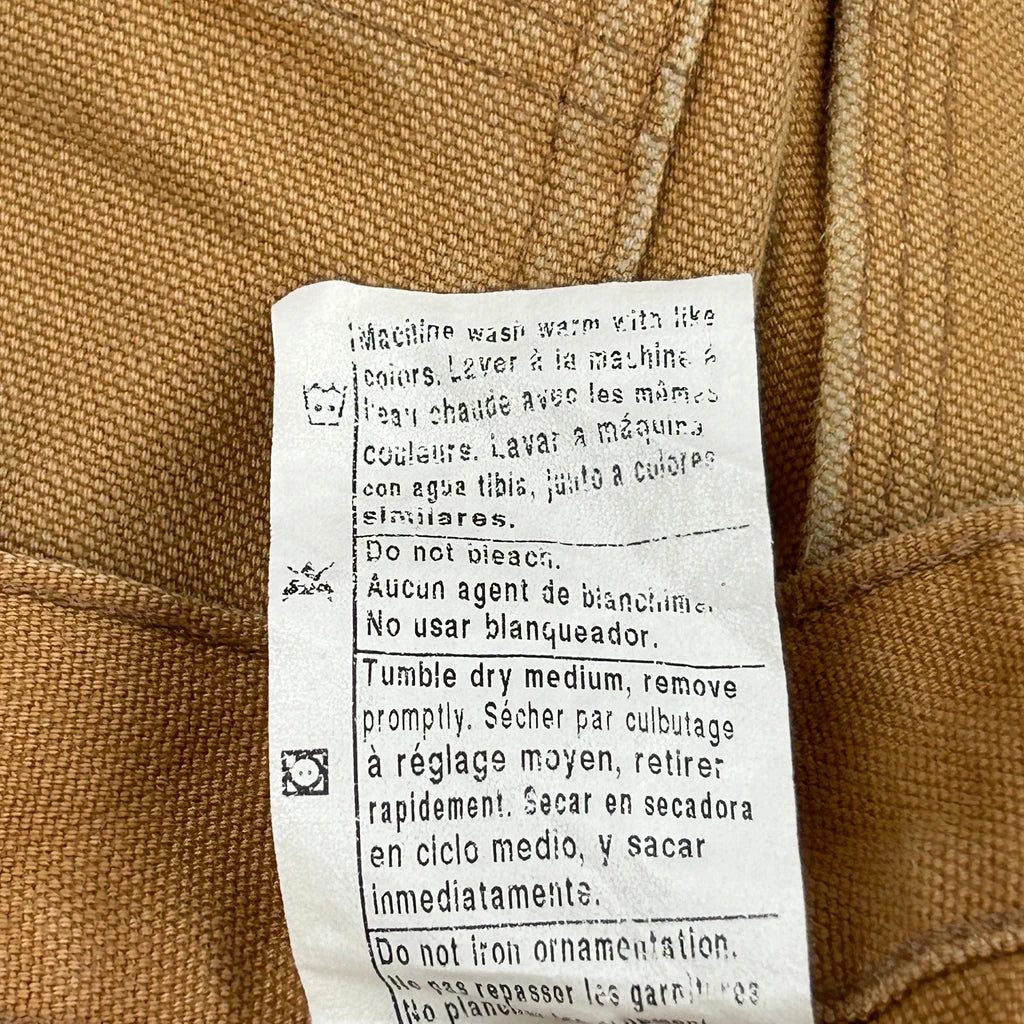 Machine wash warm with like
colors. Laver à la machine à
l'eau chaude avec les mêmes
couleurs. Lavar a máquina
con agua tibia, junto a colores
similares.
Do not bleach.
Aucun agent de
No usar blanqueador.
Tumble dry medium, remove
promptly. Sécher par culbutage
à réglage moyen, retirer
rapidement. Secar en secadora
en ciclo medio, y sacar
inmediatamente.
Do not iron ornamentation.
Ne pas repasser les garnitures
No